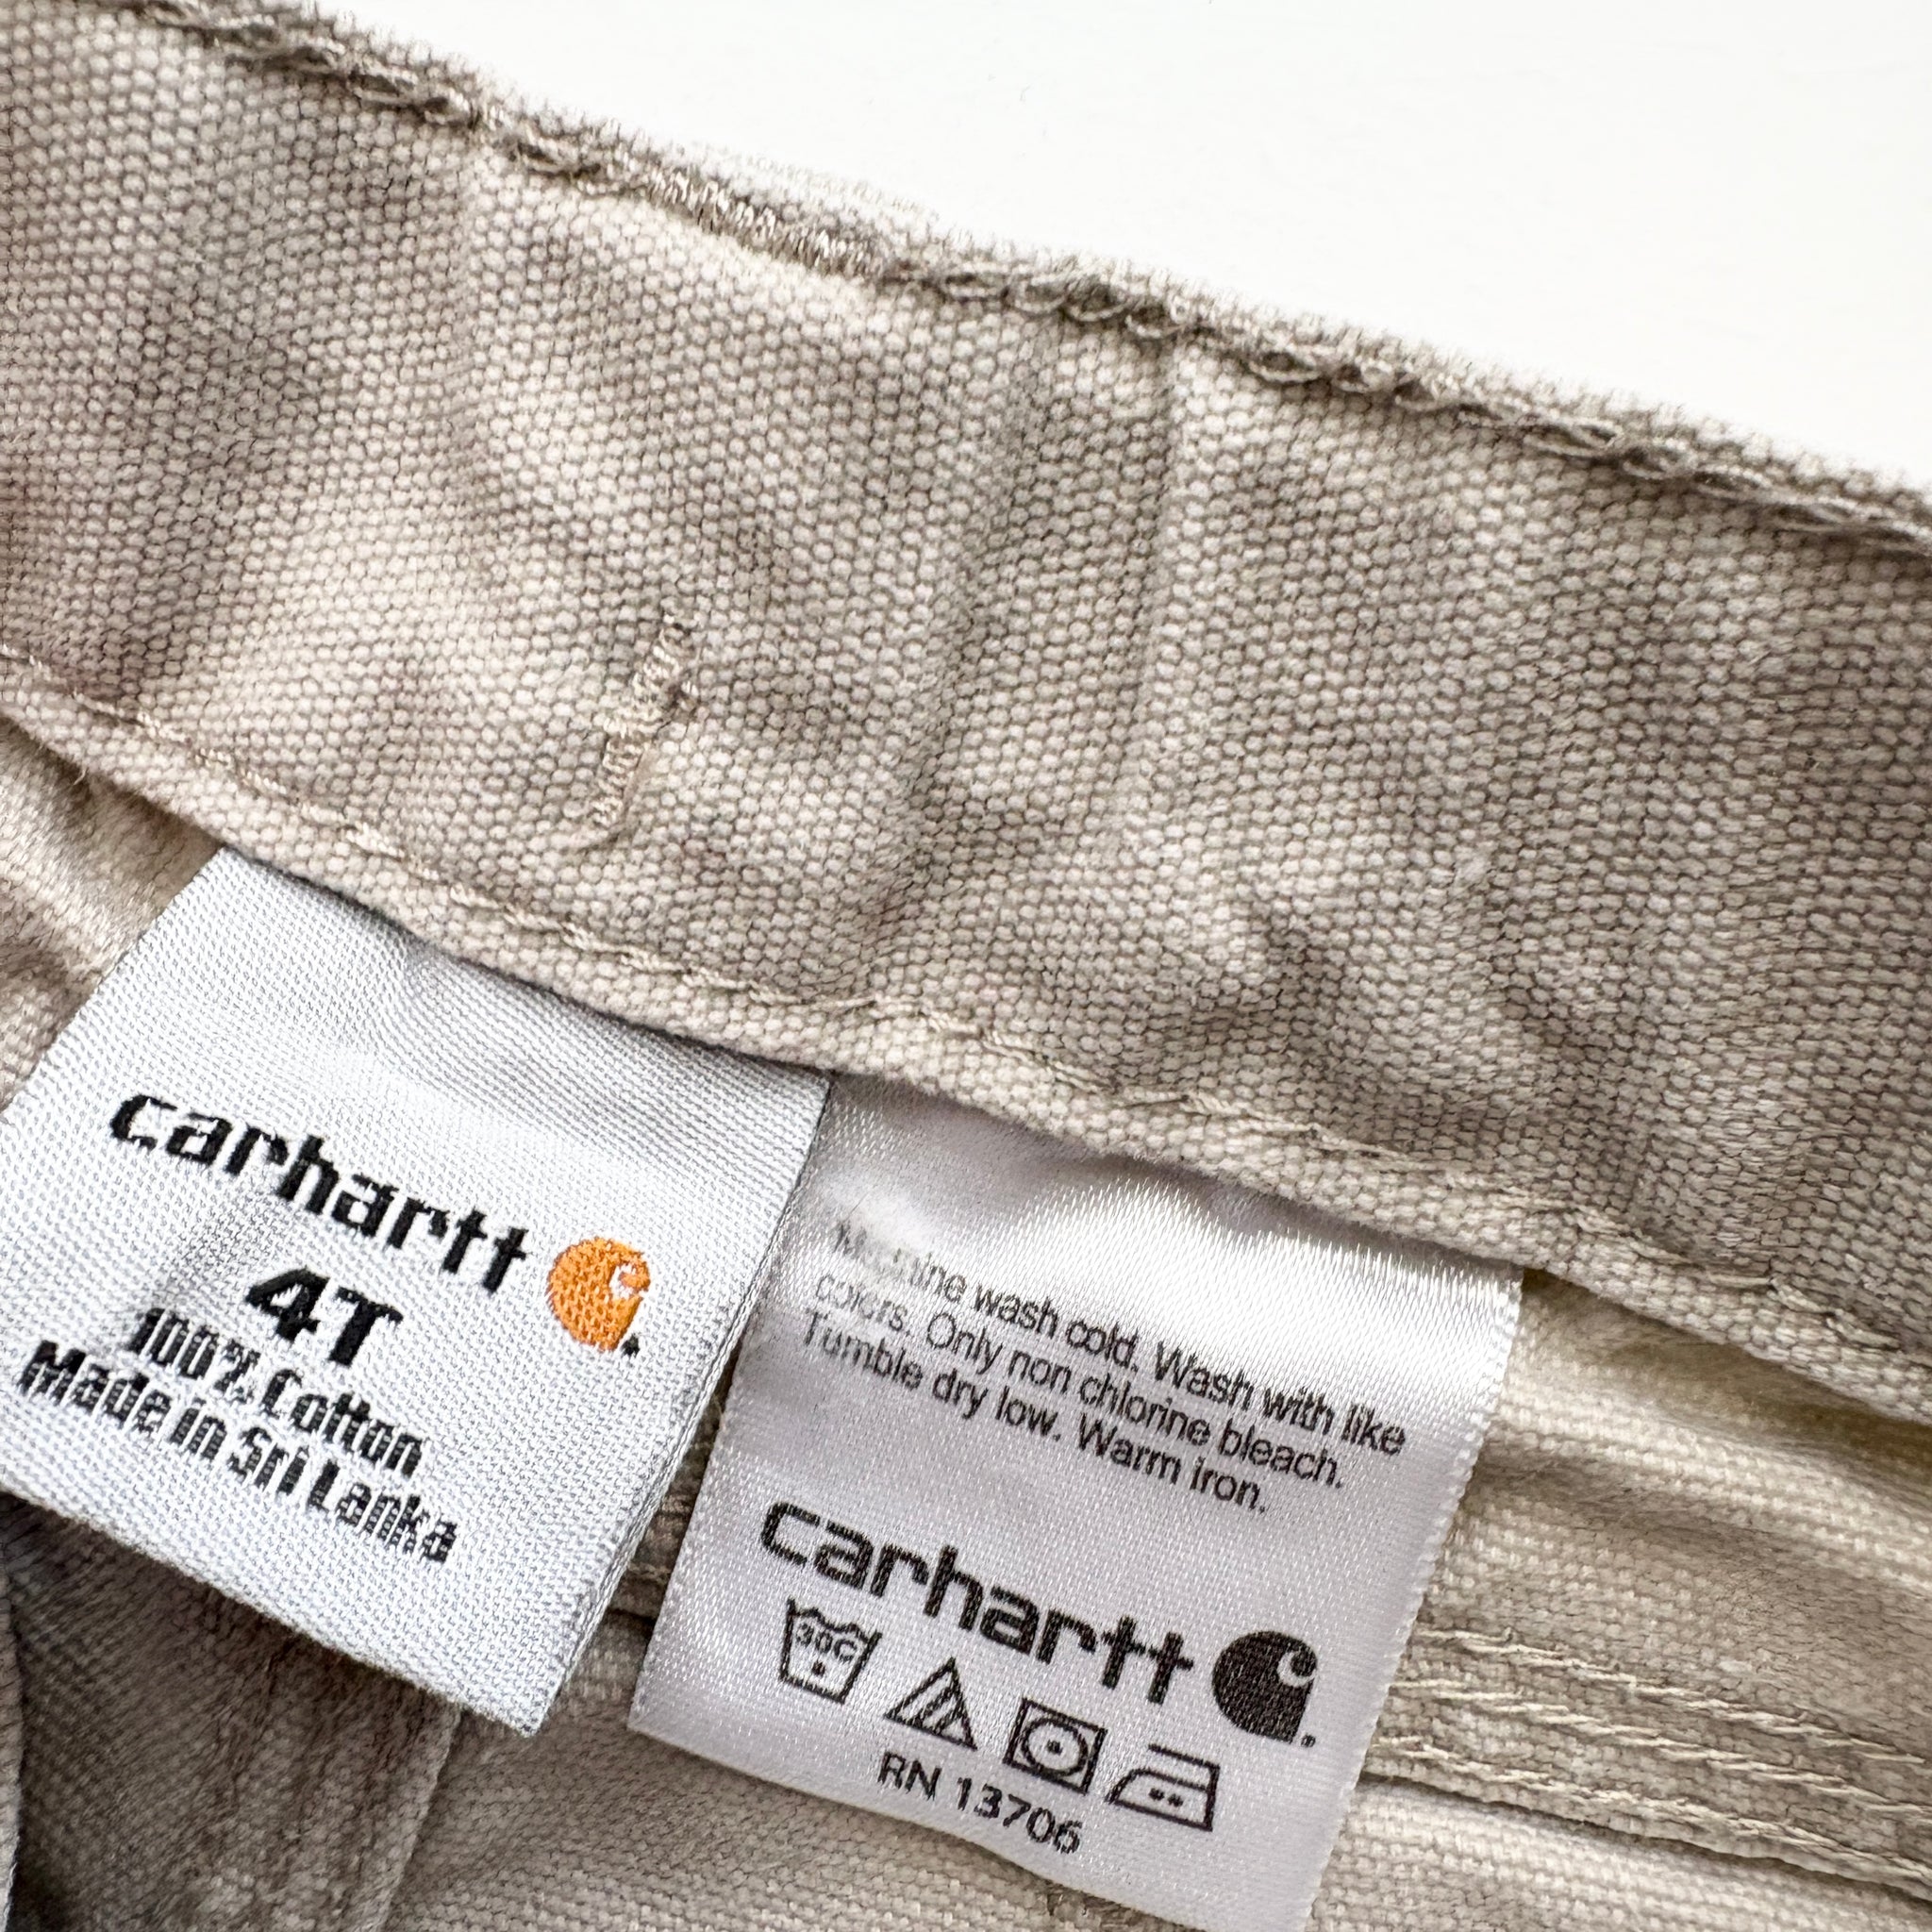 carhartt
4T
100% Cotton
Made in Sri Lanka
Machine wash cold. Wash with like
colors. Only non chlorine bleach.
Tumble dry low. Warm iron.
carhartt
30C
RN 13706